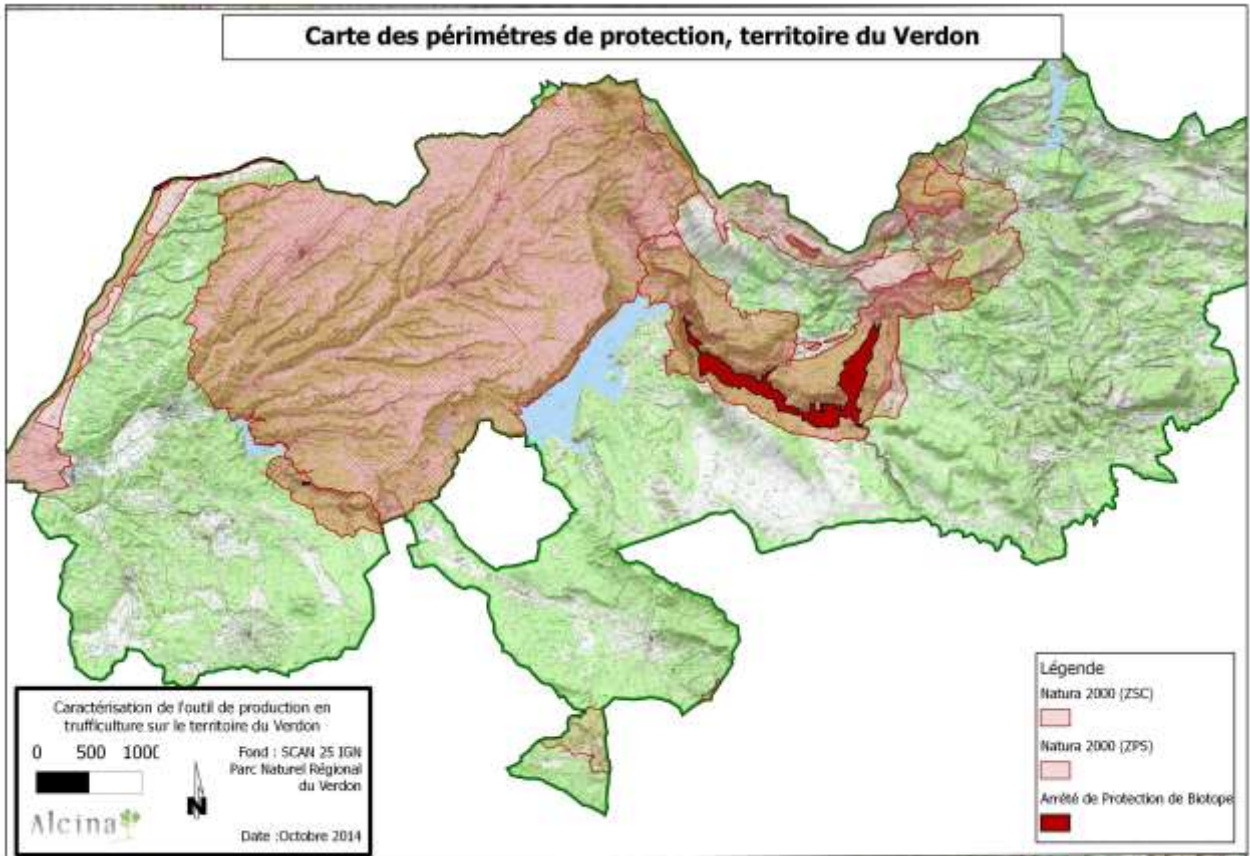 Carte des périmétres de protection, territoire du Verdon
Légende
Natura 2000 (ZSC)
Natura 2000 (ZPS)
Arrêté de Protection de Biotope
Caractérisation de l'outil de production en
trufficulture sur le territoire du Verdon
0 500 1000
Fond : SCAN 25 IGN
Parc Naturel Régional
du Verdon
N
Alcina
Date :Octobre 2014